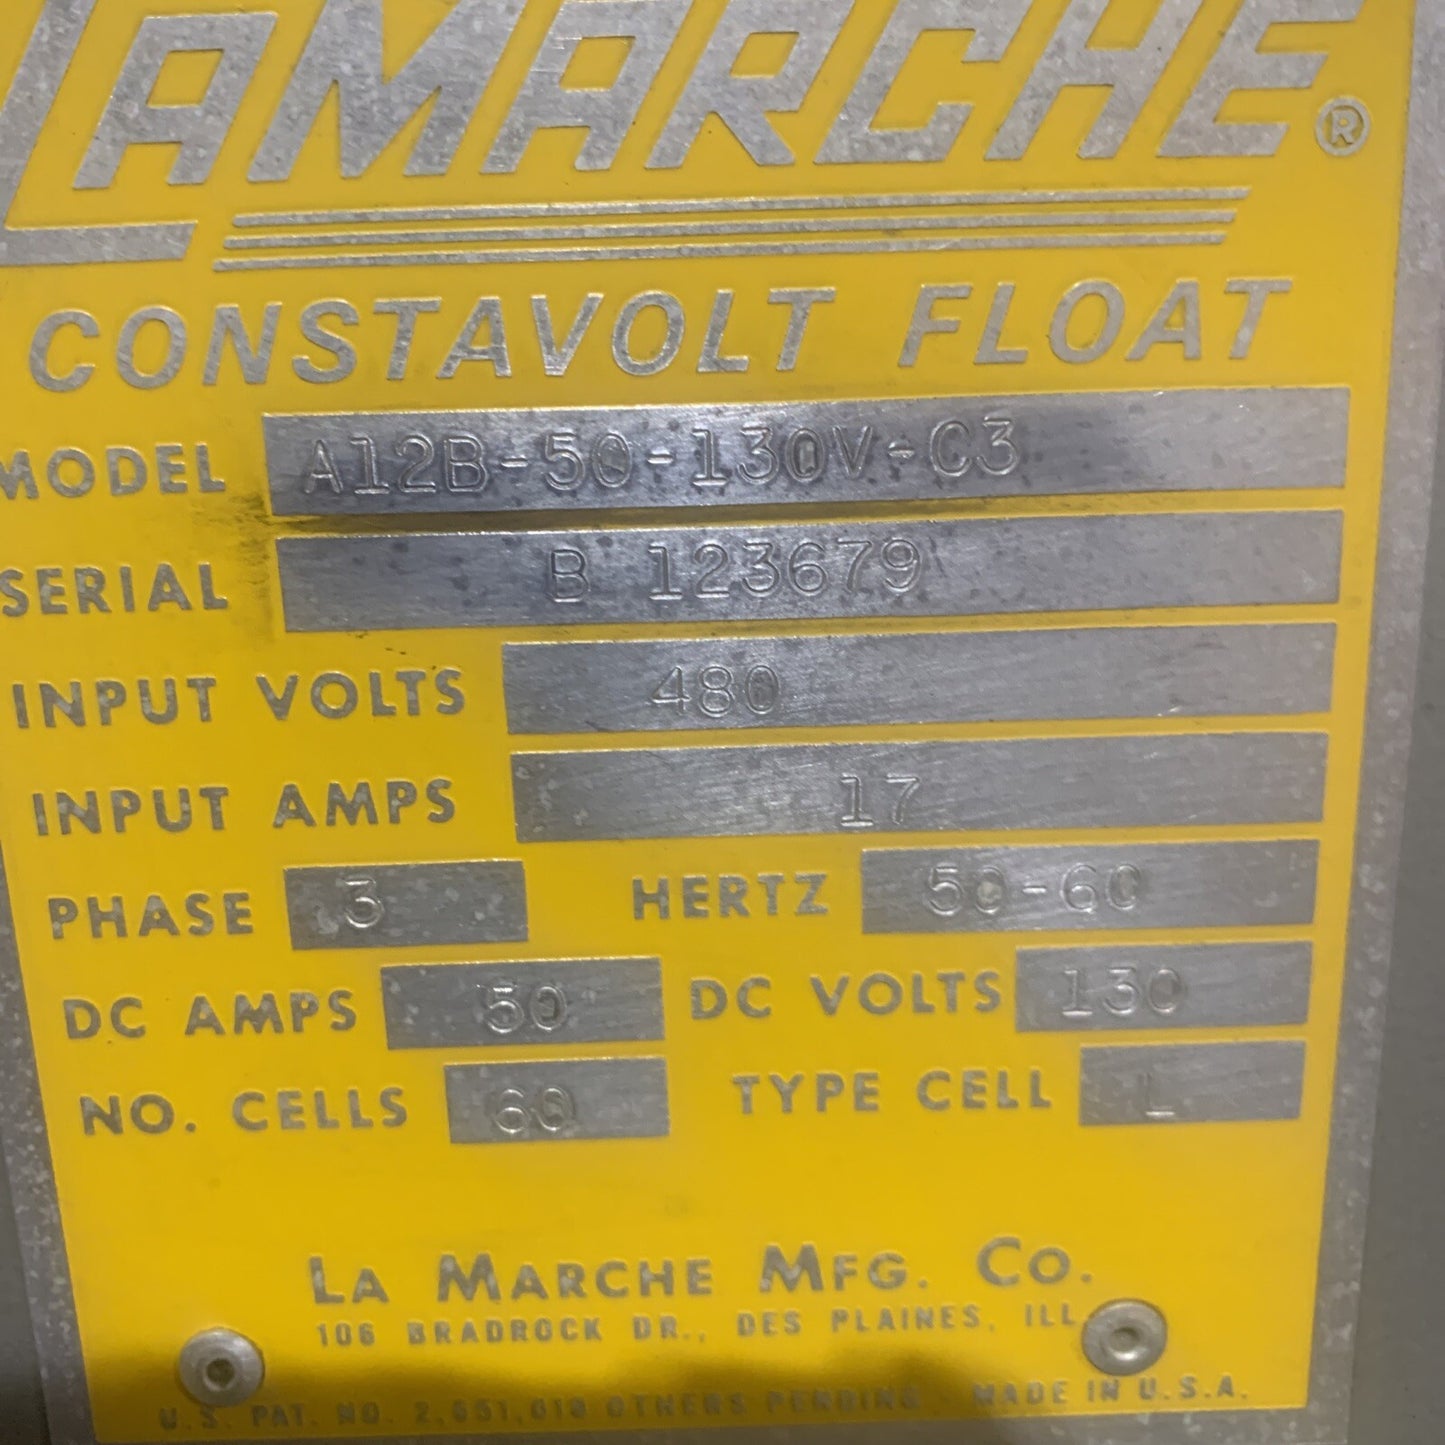 LAMARCHE®
CONSTAVOLT FLOAT
MODEL A12B-50-130V-C3
SERIAL B 123679
INPUT VOLTS 480
INPUT AMPS 17
PHASE 3 HERTZ 50-60
DC AMPS 50 DC VOLTS 130
NO. CELLS 60 TYPE CELL L
LA MARCHE MFG. CO.
106 BRADROCK DR., DES PLAINES, ILL.
U.S. PAT. NO. 2,651,019 OTHERS PENDING - MADE IN U.S.A.